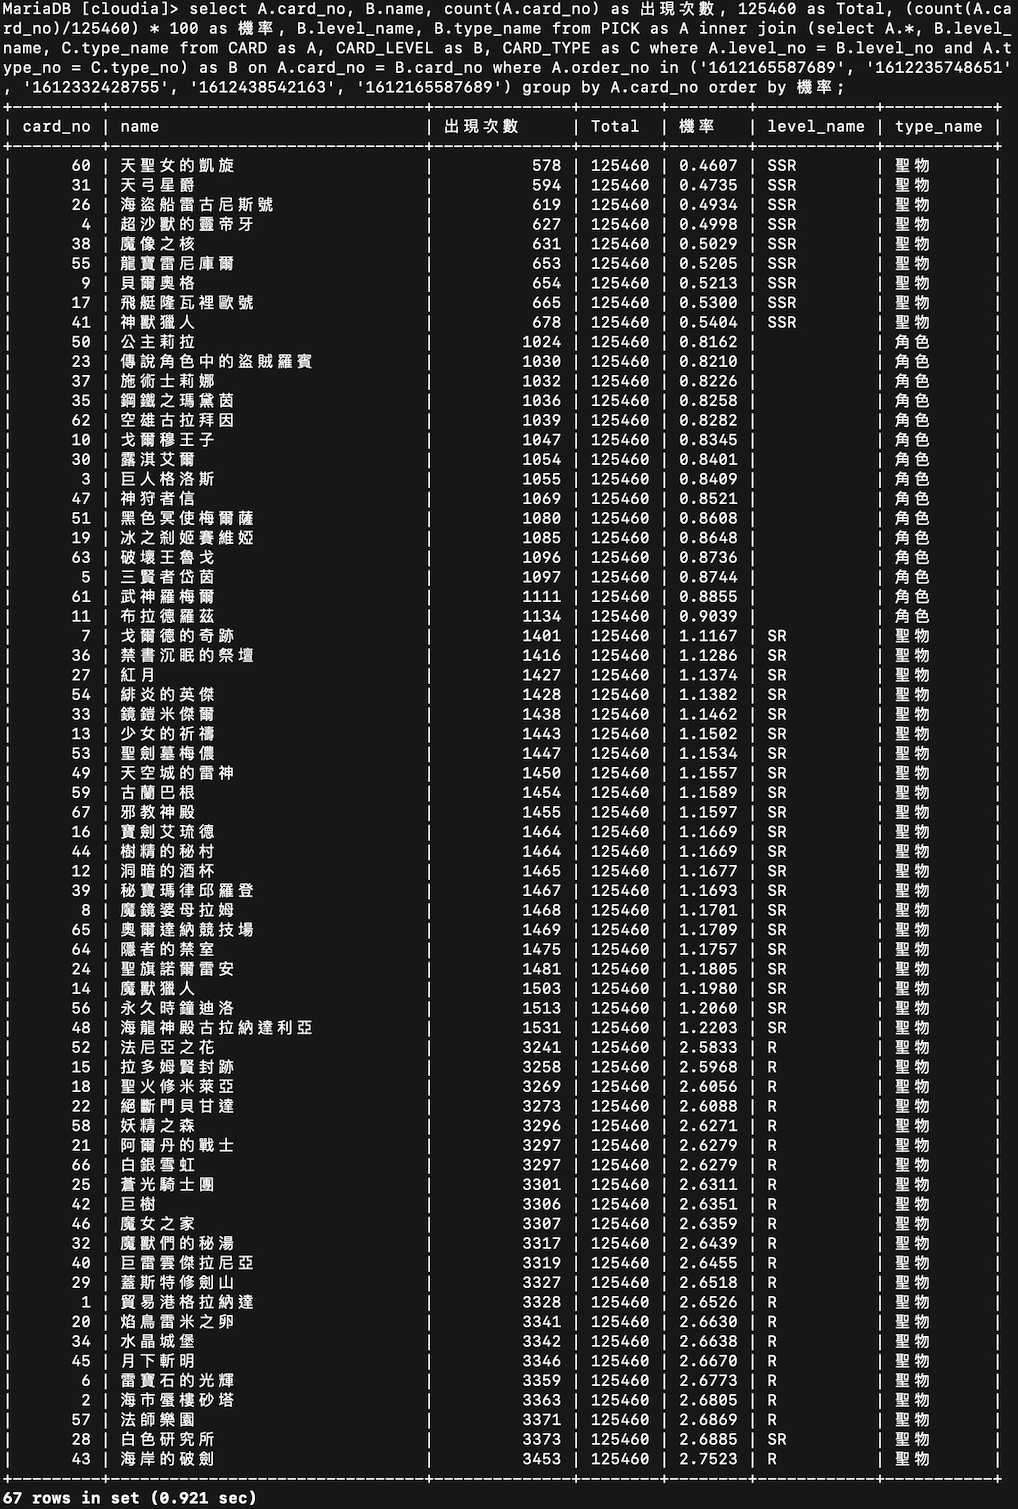 MariaDB [cloudia]> select A.card_no, B.name, count(A.card_no) as 出現次數, 125460 as Total, (count(A.ca
rd_no)/125460) * 100 as 機率, B.level_name, B.type_name from PICK as A inner join (select A.*, B.level_
name, C.type_name from CARD as A, CARD_LEVEL as B, CARD_TYPE as C where A.level_no = B.level_no and A.t
ype_no = C.type_no) as B on A.card_no = B.card_no where A.order_no in ('1612165587689', '1612235748651'
, '1612332428755', '1612438542163', '1612165587689') group by A.card_no order by 機率;
| card_no | name | 出現次數 | Total | 機率 | level_name | type_name |
| 60 | 天聖女的凱旋 | 578 | 125460 | 0.4607 | SSR | 聖物 |
| 31 | 天弓星爵 | 594 | 125460 | 0.4735 | SSR | 聖物 |
| 26 | 海盜船雷古尼斯號 | 619 | 125460 | 0.4934 | SSR | 聖物 |
| 4 | 超沙獸的靈帝牙 | 627 | 125460 | 0.4998 | SSR | 聖物 |
| 38 | 魔像之核 | 631 | 125460 | 0.5029 | SSR | 聖物 |
| 55 | 龍寶雷尼庫爾 | 653 | 125460 | 0.5205 | SSR | 聖物 |
| 9 | 貝爾奧格 | 654 | 125460 | 0.5213 | SSR | 聖物 |
| 17 | 飛艇隆瓦裡歐號 | 665 | 125460 | 0.5300 | SSR | 聖物 |
| 41 | 神獸獵人 | 678 | 125460 | 0.5404 | SSR | 聖物 |
| 50 | 公主莉拉 | 1024 | 125460 | 0.8162 | | 角色 |
| 23 | 傳說角色中的盜賊羅賓 | 1030 | 125460 | 0.8210 | | 角色 |
| 37 | 施術士莉娜 | 1032 | 125460 | 0.8226 | | 角色 |
| 35 | 鋼鐵之瑪黛茵 | 1036 | 125460 | 0.8258 | | 角色 |
| 62 | 空雄古拉拜因 | 1039 | 125460 | 0.8282 | | 角色 |
| 10 | 戈爾穆王子 | 1047 | 125460 | 0.8345 | | 角色 |
| 30 | 露淇艾爾 | 1054 | 125460 | 0.8401 | | 角色 |
| 3 | 巨人格洛斯 | 1055 | 125460 | 0.8409 | | 角色 |
| 47 | 神狩者信 | 1069 | 125460 | 0.8521 | | 角色 |
| 51 | 黑色冥使梅爾薩 | 1080 | 125460 | 0.8608 | | 角色 |
| 19 | 冰之剎姬賽維婭 | 1085 | 125460 | 0.8648 | | 角色 |
| 63 | 破壞王魯戈 | 1096 | 125460 | 0.8736 | | 角色 |
| 5 | 三賢者岱茵 | 1097 | 125460 | 0.8744 | | 角色 |
| 61 | 武神羅梅爾 | 1111 | 125460 | 0.8855 | | 角色 |
| 11 | 布拉德羅茲 | 1134 | 125460 | 0.9039 | | 角色 |
| 7 | 戈爾德的奇跡 | 1401 | 125460 | 1.1167 | SR | 聖物 |
| 36 | 禁書沉眠的祭壇 | 1416 | 125460 | 1.1286 | SR | 聖物 |
| 27 | 紅月 | 1427 | 125460 | 1.1374 | SR | 聖物 |
| 54 | 緋炎的英傑 | 1428 | 125460 | 1.1382 | SR | 聖物 |
| 33 | 鏡鎧米傑爾 | 1438 | 125460 | 1.1462 | SR | 聖物 |
| 13 | 少女的祈禱 | 1443 | 125460 | 1.1502 | SR | 聖物 |
| 53 | 聖劍墓梅儂 | 1447 | 125460 | 1.1534 | SR | 聖物 |
| 49 | 天空城的雷神 | 1450 | 125460 | 1.1557 | SR | 聖物 |
| 59 | 古蘭巴根 | 1454 | 125460 | 1.1589 | SR | 聖物 |
| 67 | 邪教神殿 | 1455 | 125460 | 1.1597 | SR | 聖物 |
| 16 | 寶劍艾琉德 | 1464 | 125460 | 1.1669 | SR | 聖物 |
| 44 | 樹精的秘村 | 1464 | 125460 | 1.1669 | SR | 聖物 |
| 12 | 洞暗的酒杯 | 1465 | 125460 | 1.1677 | SR | 聖物 |
| 39 | 秘寶瑪律邱羅登 | 1467 | 125460 | 1.1693 | SR | 聖物 |
| 8 | 魔鏡婆母拉姆 | 1468 | 125460 | 1.1701 | SR | 聖物 |
| 65 | 奧爾達納競技場 | 1469 | 125460 | 1.1709 | SR | 聖物 |
| 64 | 隱者的禁室 | 1475 | 125460 | 1.1757 | SR | 聖物 |
| 24 | 聖旗諾爾雷安 | 1481 | 125460 | 1.1805 | SR | 聖物 |
| 14 | 魔獸獵人 | 1503 | 125460 | 1.1980 | SR | 聖物 |
| 56 | 永久時鐘迪洛 | 1513 | 125460 | 1.2060 | SR | 聖物 |
| 48 | 海龍神殿古拉納達利亞 | 1531 | 125460 | 1.2203 | SR | 聖物 |
| 52 | 法尼亞之花 | 3241 | 125460 | 2.5833 | R | 聖物 |
| 15 | 拉多姆賢封跡 | 3258 | 125460 | 2.5968 | R | 聖物 |
| 18 | 聖火修米萊亞 | 3269 | 125460 | 2.6056 | R | 聖物 |
| 22 | 絕斷門貝甘達 | 3273 | 125460 | 2.6088 | R | 聖物 |
| 58 | 妖精之森 | 3296 | 125460 | 2.6271 | R | 聖物 |
| 21 | 阿爾丹的戰士 | 3297 | 125460 | 2.6279 | R | 聖物 |
| 66 | 白銀雪虹 | 3297 | 125460 | 2.6279 | R | 聖物 |
| 25 | 蒼光騎士團 | 3301 | 125460 | 2.6311 | R | 聖物 |
| 42 | 巨樹 | 3306 | 125460 | 2.6351 | R | 聖物 |
| 46 | 魔女之家 | 3307 | 125460 | 2.6359 | R | 聖物 |
| 32 | 魔獸們的秘湯 | 3317 | 125460 | 2.6439 | R | 聖物 |
| 40 | 巨雷雲傑拉尼亞 | 3319 | 125460 | 2.6455 | R | 聖物 |
| 29 | 蓋斯特修劍山 | 3327 | 125460 | 2.6518 | R | 聖物 |
| 1 | 貿易港格拉納達 | 3328 | 125460 | 2.6526 | R | 聖物 |
| 20 | 焰鳥雷米之卵 | 3341 | 125460 | 2.6630 | R | 聖物 |
| 34 | 水晶城堡 | 3342 | 125460 | 2.6638 | R | 聖物 |
| 45 | 月下斬明 | 3346 | 125460 | 2.6670 | R | 聖物 |
| 6 | 雷寶石的光輝 | 3359 | 125460 | 2.6773 | R | 聖物 |
| 2 | 海市蜃樓砂塔 | 3363 | 125460 | 2.6805 | R | 聖物 |
| 57 | 法師樂園 | 3371 | 125460 | 2.6869 | R | 聖物 |
| 28 | 白色研究所 | 3373 | 125460 | 2.6885 | SR | 聖物 |
| 43 | 海岸的破劍 | 3453 | 125460 | 2.7523 | R | 聖物 |
67 rows in set (0.921 sec)